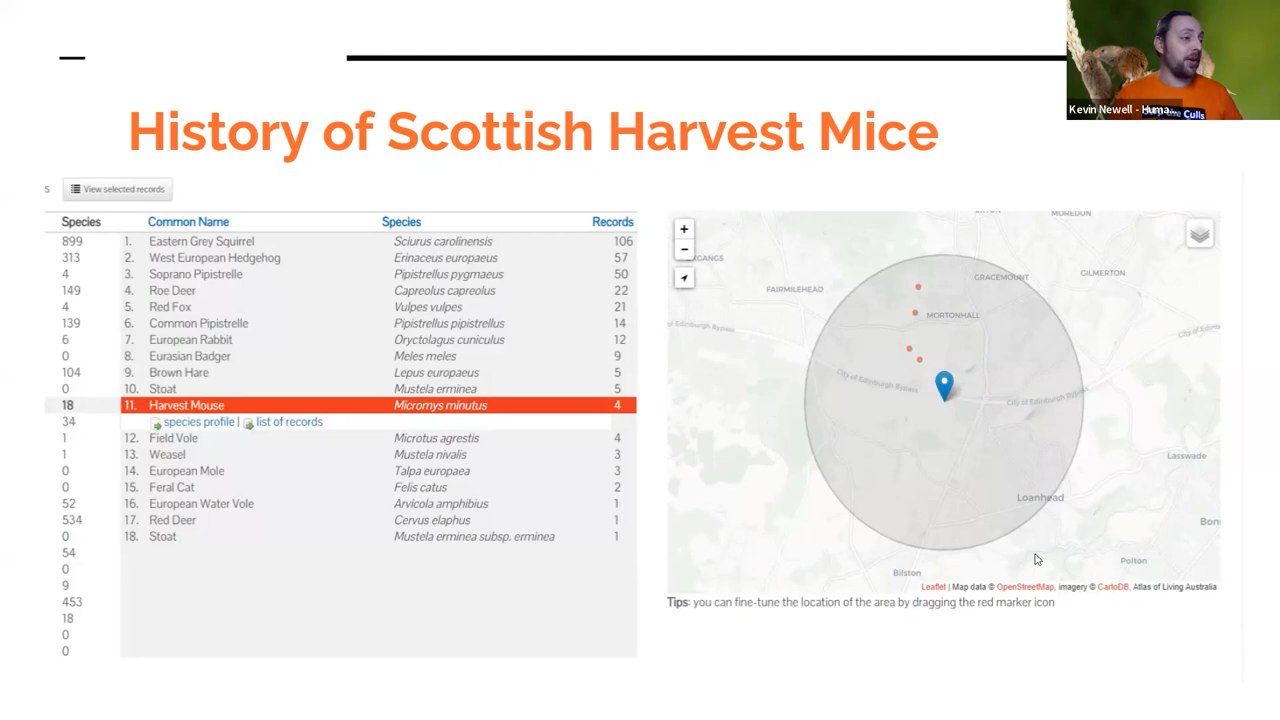 Kevin Newell - Huma...
Culls
History of Scottish Harvest Mice
s View selected records
Species Common Name Species Records
899 1. Eastern Grey Squirrel Sciurus carolinensis 106
313 2. West European Hedgehog Erinaceus europaeus 57
4 3. Soprano Pipistrelle Pipistrellus pygmaeus 50
149 4. Roe Deer Capreolus capreolus 22
4 5. Red Fox Vulpes vulpes 21
139 6. Common Pipistrelle Pipistrellus pipistrellus 14
6 7. European Rabbit Oryctolagus cuniculus 12
0 8. Eurasian Badger Meles meles 9
104 9. Brown Hare Lepus europaeus 5
0 10. Stoat Mustela erminea 5
18 11. Harvest Mouse Micromys minutus 4
34 species profile | list of records
1 12. Field Vole Microtus agrestis 4
1 13. Weasel Mustela nivalis 3
0 14. European Mole Talpa europaea 3
0 15. Feral Cat Felis catus 2
52 16. European Water Vole Arvicola amphibius 1
534 17. Red Deer Cervus elaphus 1
0 18. Stoat Mustela erminea subsp. erminea 1
54
0
9
453
18
0
0
+
−
MOREDUN
GRACEMOUNT
GILMERTON
FAIRMILEHEAD
MORTONHALL
City of Edinburgh Bypass
City of Edinburgh Bypass
Lasswade
Loanhead
Bonn
Polton
Bilston
Leaflet | Map data © OpenStreetMap, imagery © CartoDB, Atlas of Living Australia
Tips: you can fine-tune the location of the area by dragging the red marker icon